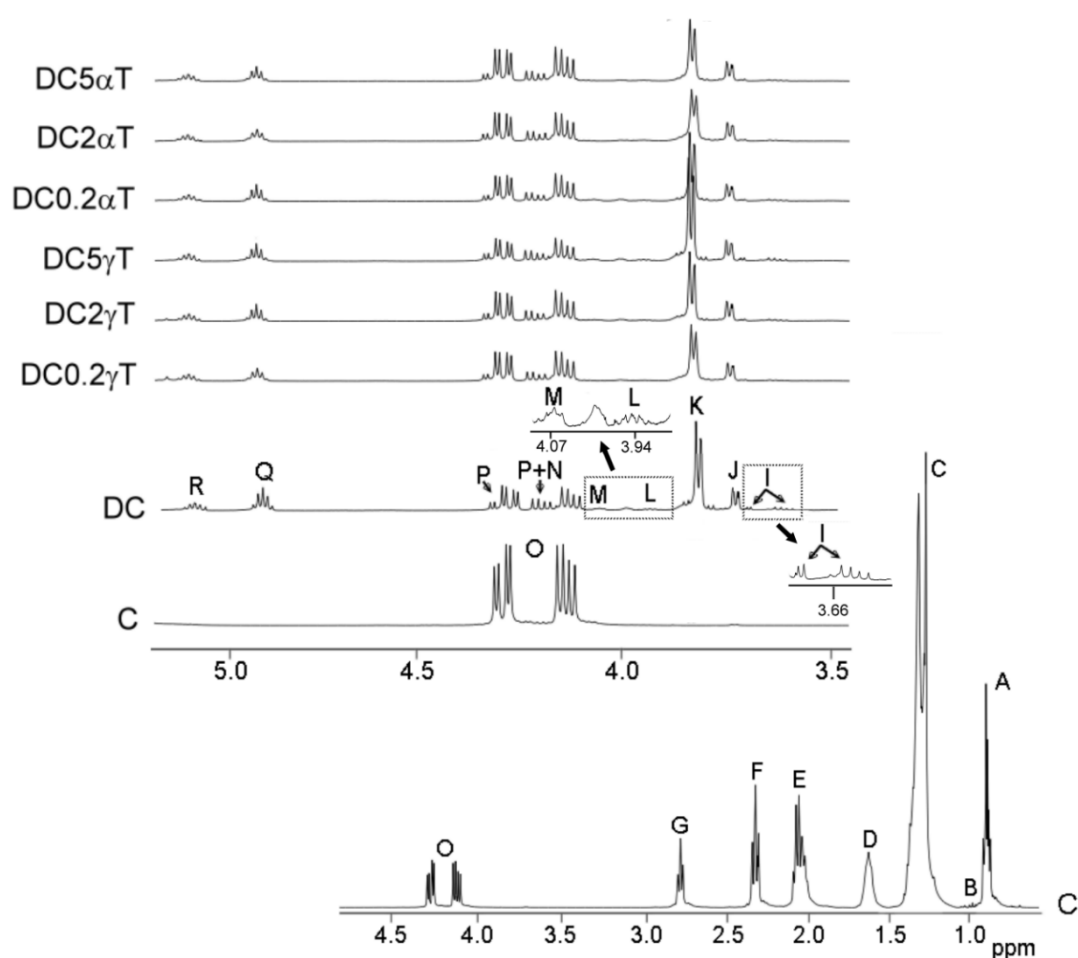 DC5αT
DC2αT
DC0.2αT
DC5γT
DC2γT
DC0.2γT
M L K
4.07 3.94
R Q P P+N M L J I
DC
O I
3.66
C
5.0 4.5 4.0 3.5
C
A
F E
G
O D
B
C
4.5 4.0 3.5 3.0 2.5 2.0 1.5 1.0 ppm